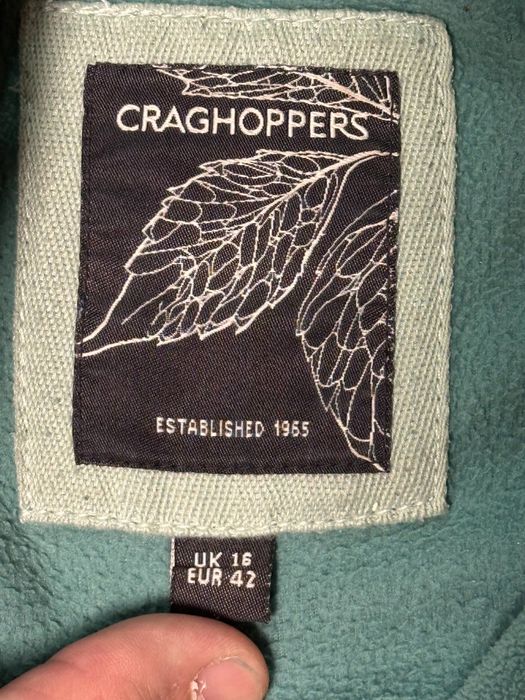 CRAGHOPPERS
ESTABLISHED 1965
UK 16
EUR 42